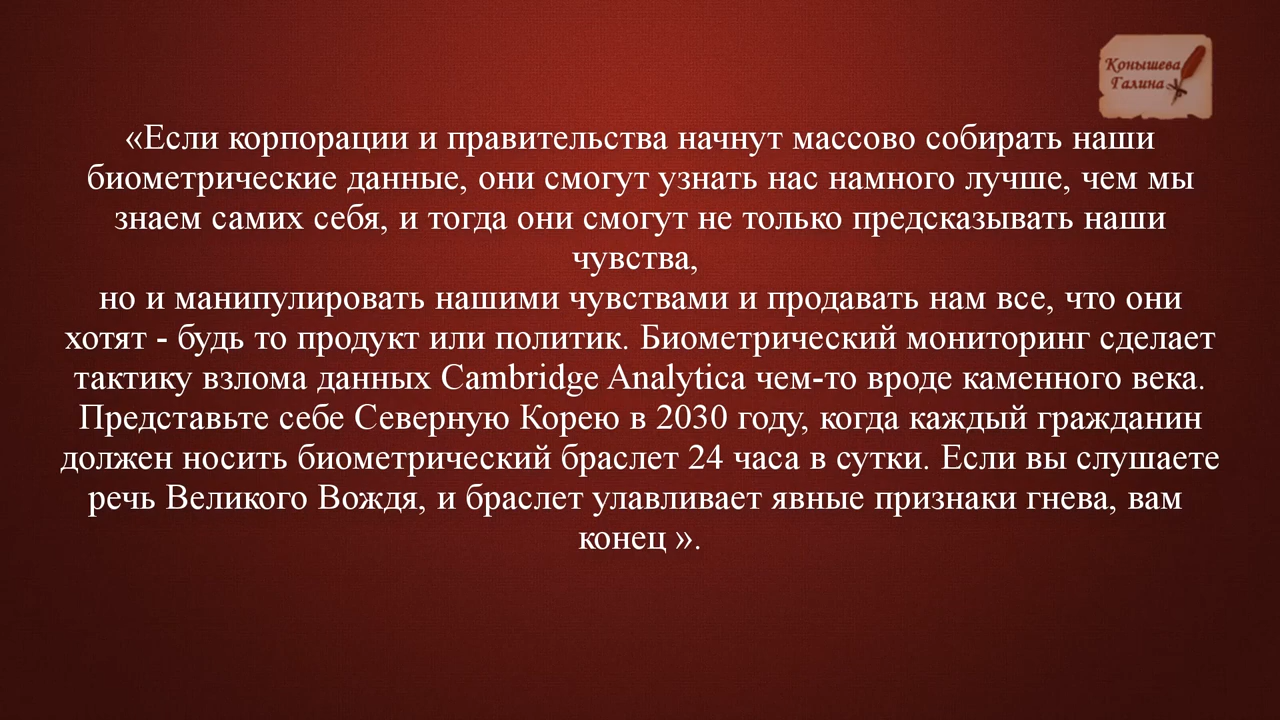 Конышева
Галина
«Если корпорации и правительства начнут массово собирать наши
биометрические данные, они смогут узнать нас намного лучше, чем мы
знаем самих себя, и тогда они смогут не только предсказывать наши
чувства,
но и манипулировать нашими чувствами и продавать нам все, что они
хотят - будь то продукт или политик. Биометрический мониторинг сделает
тактику взлома данных Cambridge Analytica чем-то вроде каменного века.
Представьте себе Северную Корею в 2030 году, когда каждый гражданин
должен носить биометрический браслет 24 часа в сутки. Если вы слушаете
речь Великого Вождя, и браслет улавливает явные признаки гнева, вам
конец ».